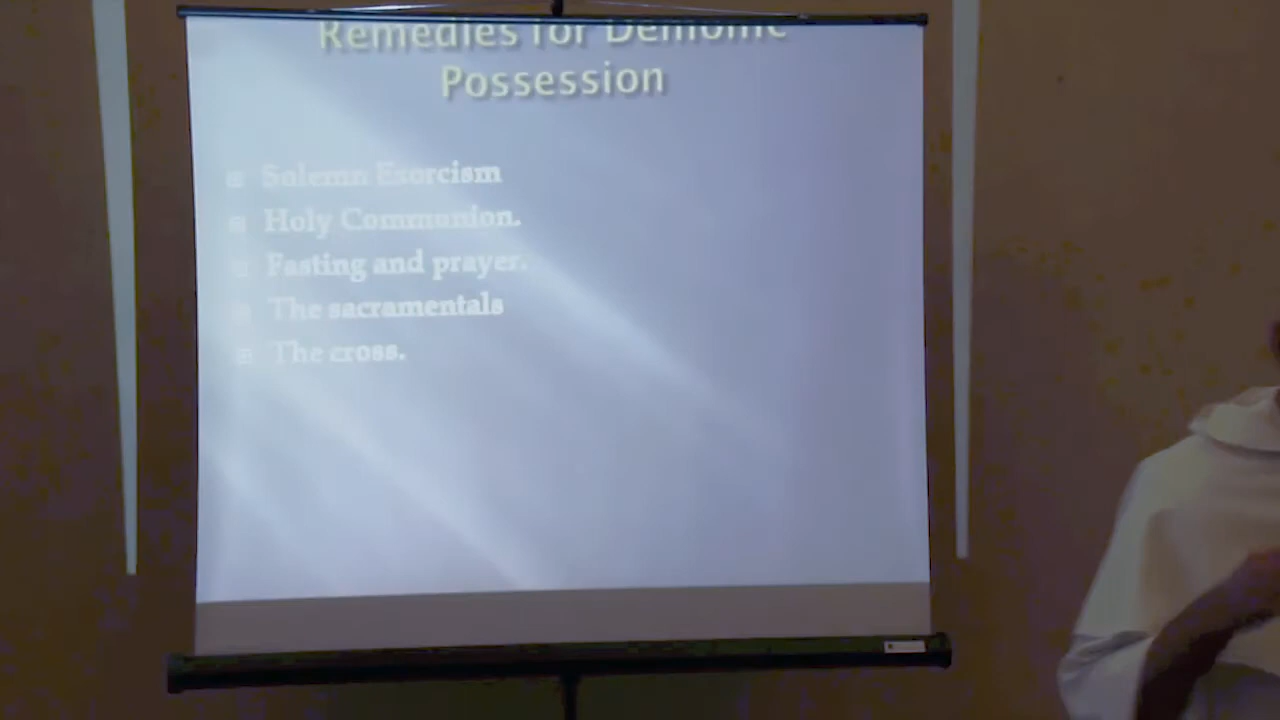 Remedies for Demonic
Possession
Solemn Exorcism
Holy Communion.
Fasting and prayer.
The sacramentals
The cross.